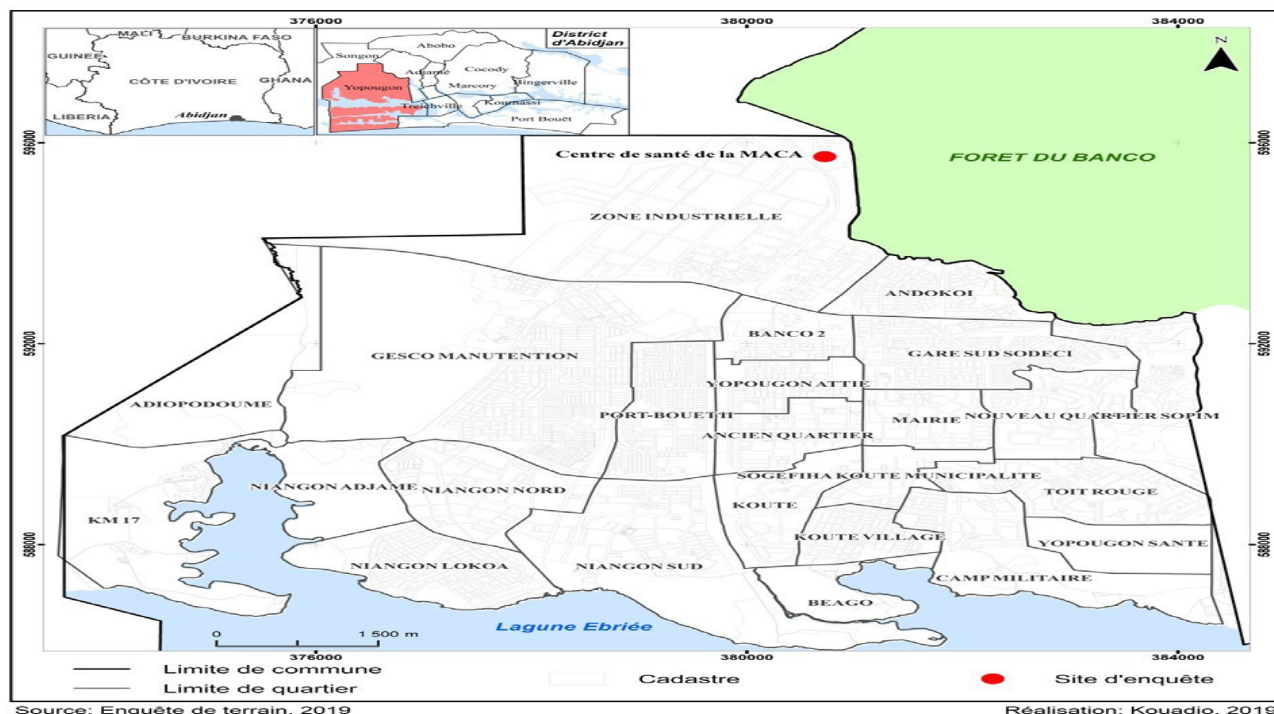 376000 380000 384000
MALI
BURKINA FASO
GUINEE
CÔTE D'IVOIRE
GHANA
LIBERIA
Abidjan
District
d'Abidjan
Abobo
Songon
Adjamé
Cocody
Bingerville
Yopougon
Marcory
Treichville
Koumassi
Port Bouët
N
596000 596000
Centre de santé de la MACA
FORET DU BANCO
ZONE INDUSTRIELLE
ANDOKOI
BANCO 2
592000 592000
GESCO MANUTENTION
GARE SUD SODECI
YOPOUGON ATTIE
ADIOPODOUME
PORT-BOUET II
MAIRIE
NOUVEAU QUARTIER SOPIM
ANCIEN QUARTIER
SOGEFIHA KOUTE MUNICIPALITE
NIANGON ADJAME
NIANGON NORD
TOIT ROUGE
KOUTE
KM 17
KOUTE VILLAGE
588000 588000
YOPOUGON SANTE
NIANGON LOKOA
NIANGON SUD
CAMP MILITAIRE
BEAGO
Lagune Ebriée
0 1 500 m
376000 380000 384000
Limite de commune
Limite de quartier
Cadastre
Site d'enquête
Source: Enquête de terrain, 2019
Réalisation: Kouadio, 2019